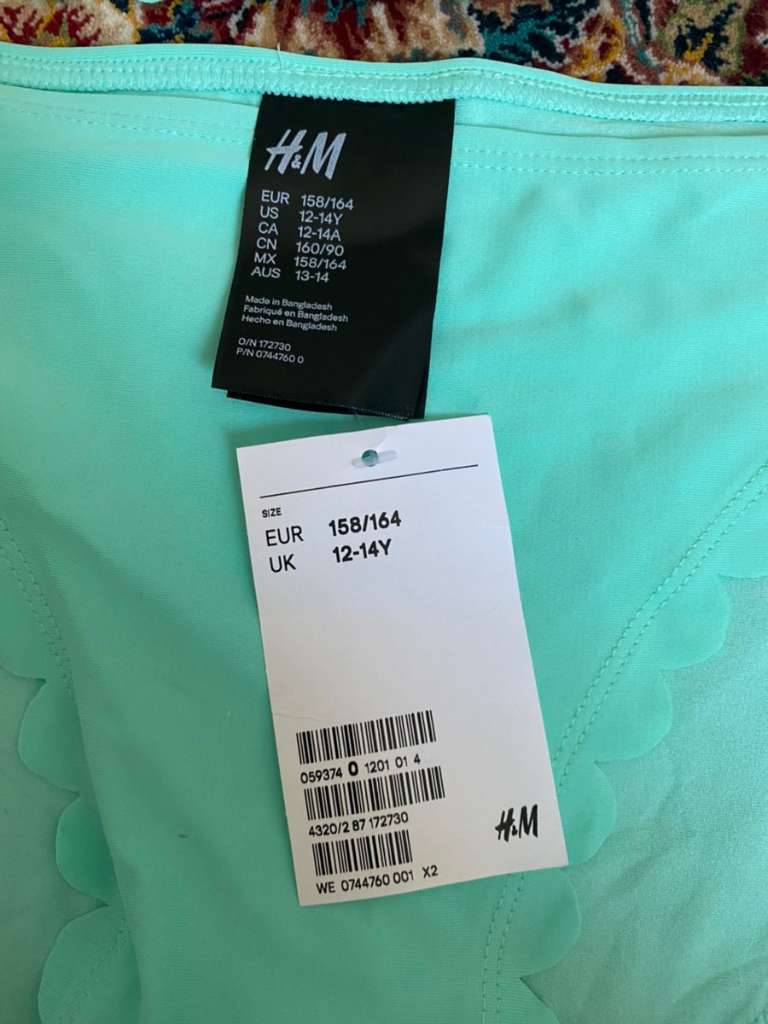 H&M
EUR 158/164
US 12-14Y
CA 12-14A
CN 160/90
MX 158/164
AUS 13-14
Made in Bangladesh
Fabriqué en Bangladesh
Hecho en Bangladesh
O/N 172730
P/N 0744760 0
SIZE
EUR 158/164
UK 12-14Y
059374 0 1201 01 4
4320/2 87 172730
WE 0744760 001 X2
H&M